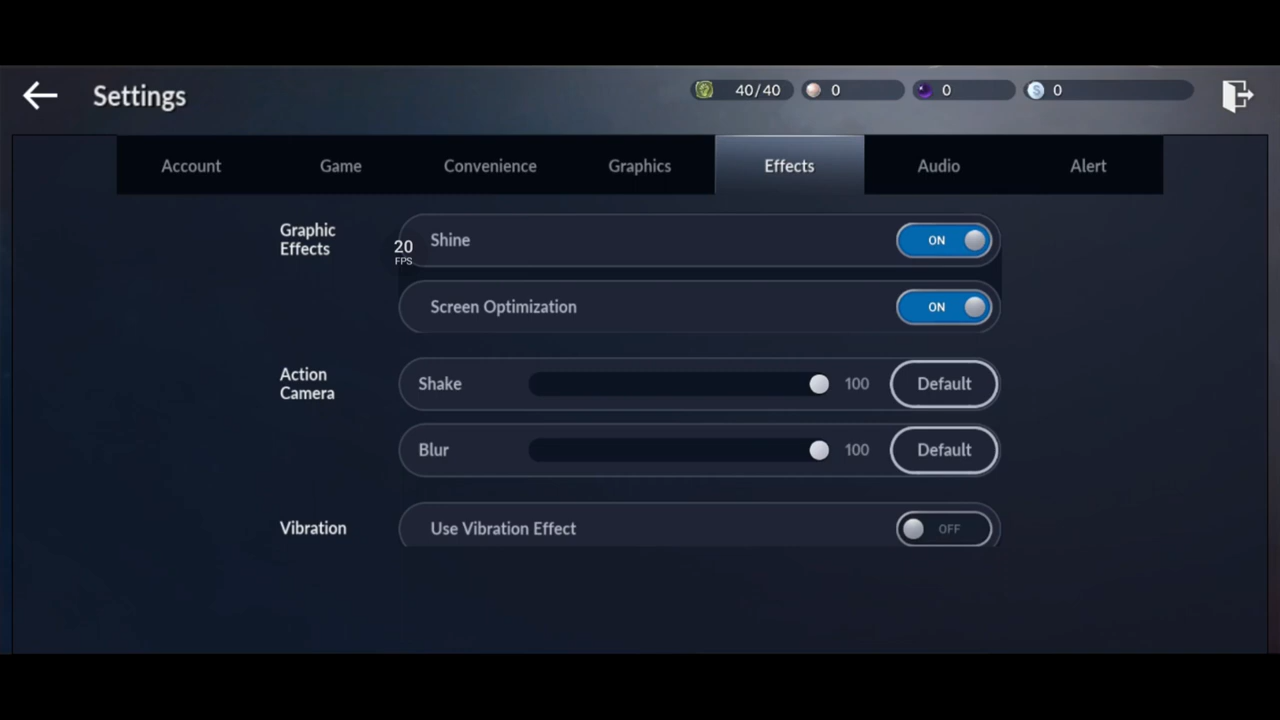 Settings
40/40 0 0 0
Account Game Convenience Graphics Effects Audio Alert
Graphic
Effects
20
FPS
Shine ON
Screen Optimization ON
Action
Camera
Shake 100 Default
Blur 100 Default
Vibration Use Vibration Effect OFF